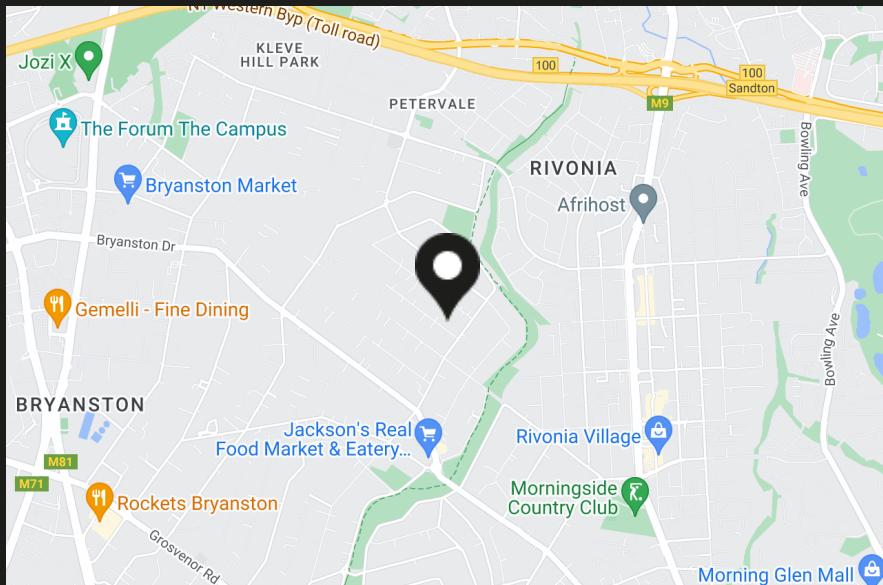 N1 Western Byp (Toll road)
KLEVE
HILL PARK
Jozi X
100
100
Sandton
M9
PETERVALE
The Forum The Campus
Bowling Ave
RIVONIA
Bryanston Market
Afrihost
Bryanston Dr
Gemelli - Fine Dining
Bowling Ave
BRYANSTON
Jackson's Real
Food Market & Eatery...
Rivonia Village
M81
M71
Morningside
Country Club
Rockets Bryanston
Grosvenor Rd
Morning Glen Mall